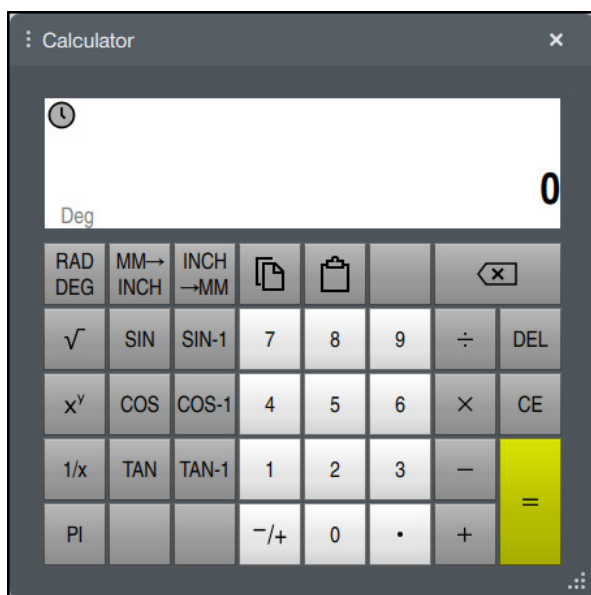 Calculator
0
Deg
RAD DEG MM→ INCH INCH →MM
√ SIN SIN-1 7 8 9 ÷ DEL
xʸ COS COS-1 4 5 6 × CE
1/x TAN TAN-1 1 2 3 − =
PI −/+ 0 • +